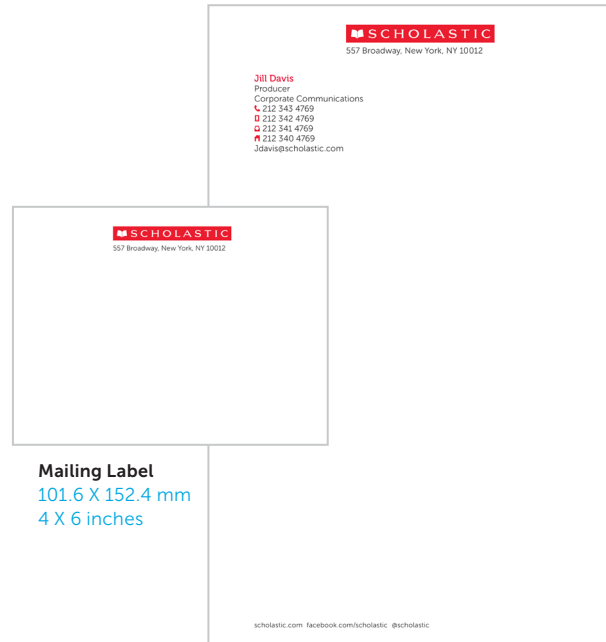 SCHOLASTIC
557 Broadway, New York, NY 10012
Jill Davis
Producer
Corporate Communications
212 343 4769
212 342 4769
212 341 4769
212 340 4769
Jdavis@scholastic.com
SCHOLASTIC
557 Broadway, New York, NY 10012
Mailing Label
101.6 X 152.4 mm
4 X 6 inches
scholastic.com facebook.com/scholastic @scholastic